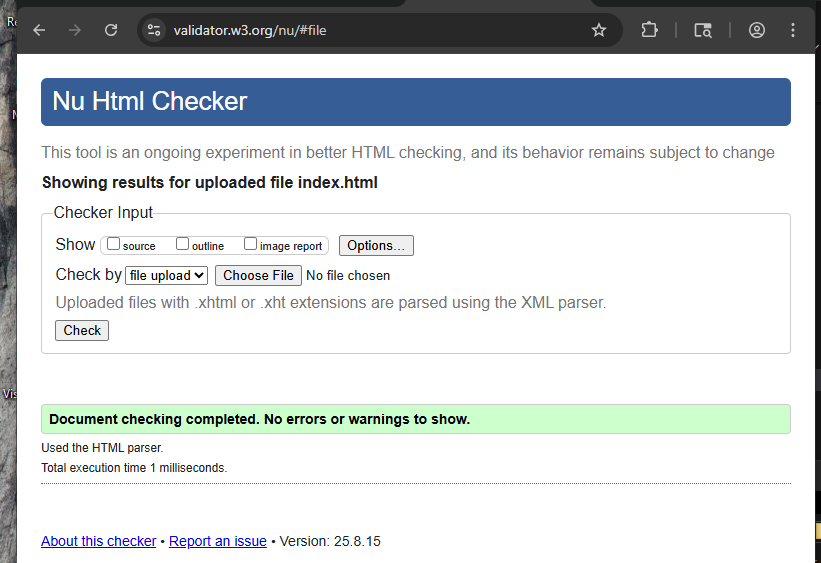 validator.w3.org/nu/#file
Nu Html Checker
This tool is an ongoing experiment in better HTML checking, and its behavior remains subject to change
Showing results for uploaded file index.html
Checker Input
Show source outline image report Options...
Check by file upload Choose File No file chosen
Uploaded files with .xhtml or .xht extensions are parsed using the XML parser.
Check
Document checking completed. No errors or warnings to show.
Used the HTML parser.
Total execution time 1 milliseconds.
About this checker • Report an issue • Version: 25.8.15